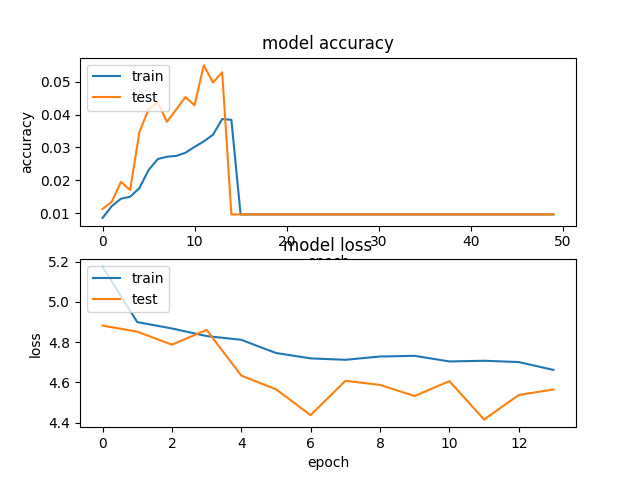 model accuracy
train
test
accuracy
0.05
0.04
0.03
0.02
0.01
0 10 20 30 40 50
epoch
model loss
train
test
loss
5.2
5.0
4.8
4.6
4.4
0 2 4 6 8 10 12
epoch